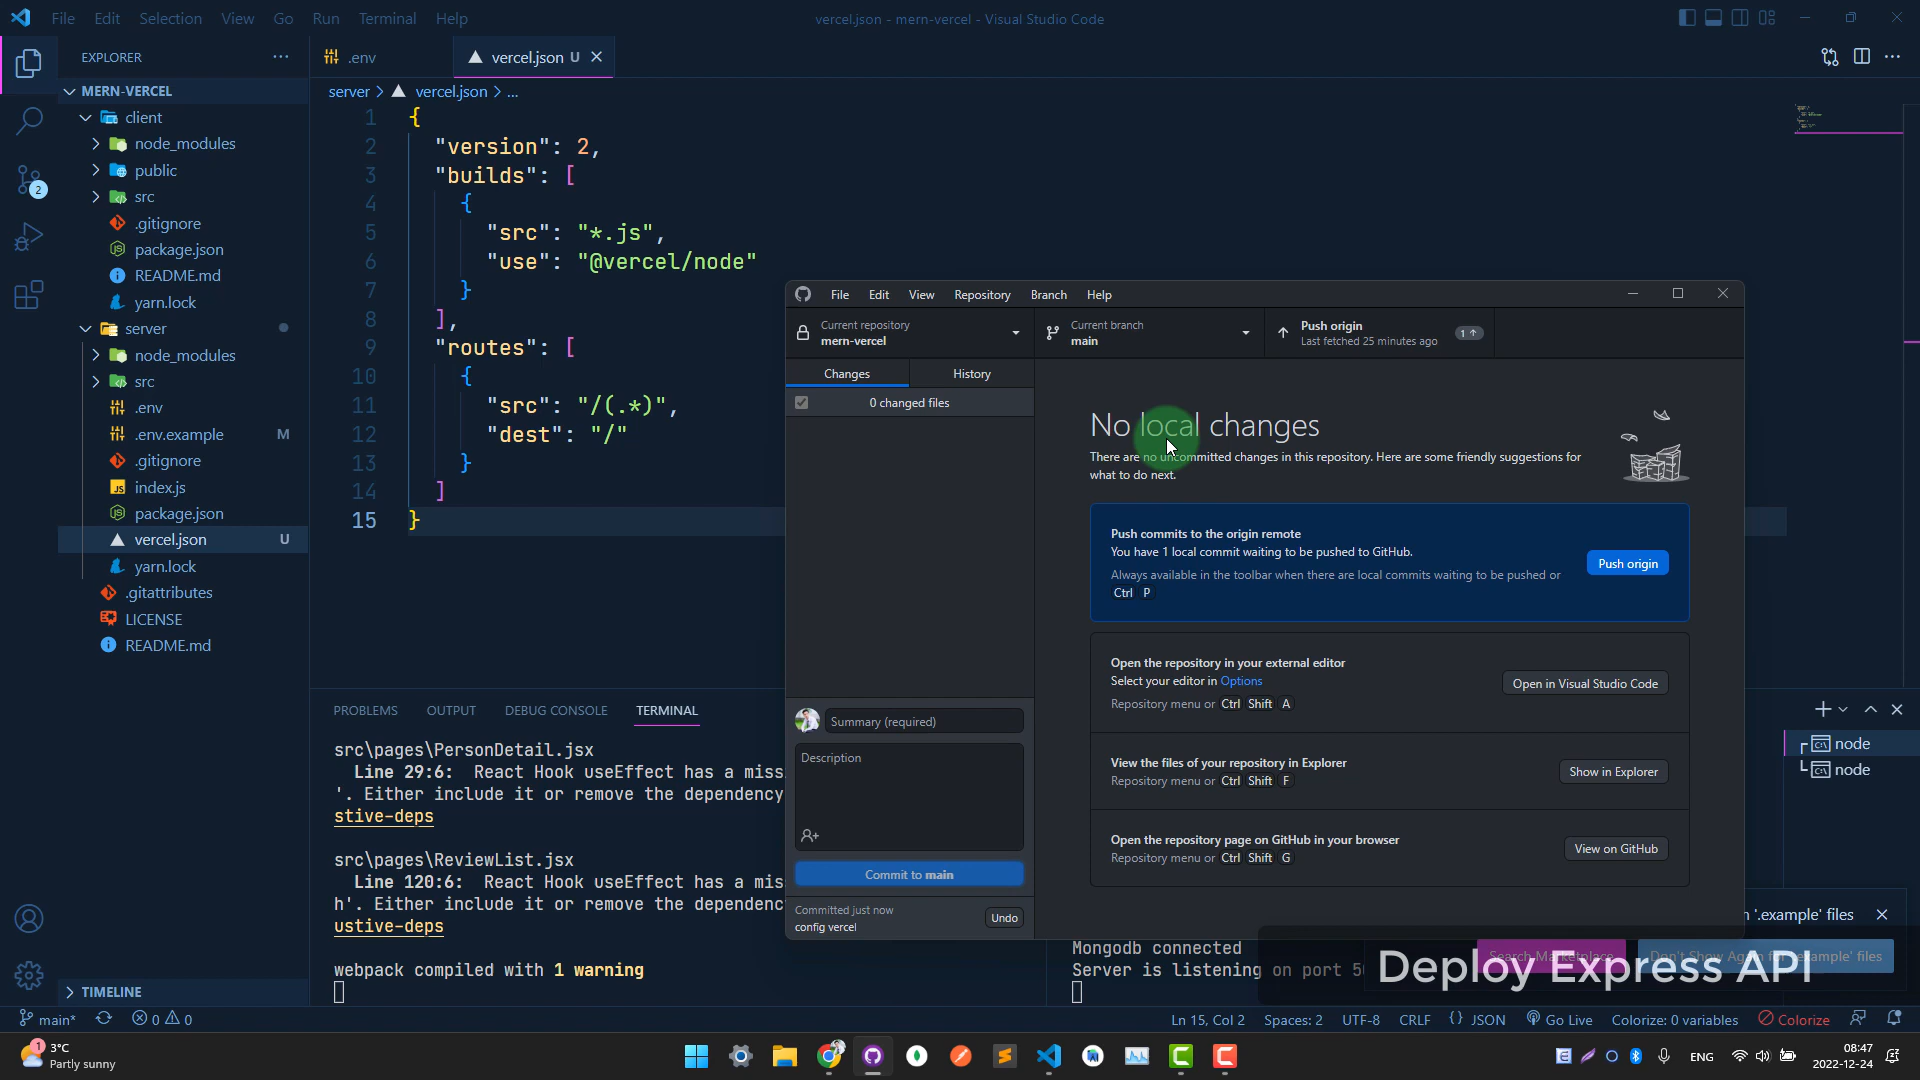 File Edit Selection View Go Run Terminal Help
vercel.json - mern-vercel - Visual Studio Code
EXPLORER
.env
vercel.json U
MERN-VERCEL
client
node_modules
public
src
.gitignore
package.json
README.md
yarn.lock
server
node_modules
src
.env
.env.example M
.gitignore
index.js
package.json
vercel.json U
yarn.lock
.gitattributes
LICENSE
README.md
TIMELINE
2
server > vercel.json > ...
1 {
2 "version": 2,
3 "builds": [
4 {
5 "src": "*.js",
6 "use": "@vercel/node"
7 }
8 ],
9 "routes": [
10 {
11 "src": "/(.*)",
12 "dest": "/"
13 }
14 ]
15 }
File Edit View Repository Branch Help
Current repository
mern-vercel
Current branch
main
Push origin
Last fetched 25 minutes ago
1
Changes History
0 changed files
No local changes
There are no uncommitted changes in this repository. Here are some friendly suggestions for
what to do next.
Push commits to the origin remote
You have 1 local commit waiting to be pushed to GitHub.
Always available in the toolbar when there are local commits waiting to be pushed or
Ctrl P
Push origin
Open the repository in your external editor
Select your editor in Options
Repository menu or Ctrl Shift A
Open in Visual Studio Code
View the files of your repository in Explorer
Repository menu or Ctrl Shift F
Show in Explorer
Open the repository page on GitHub in your browser
Repository menu or Ctrl Shift G
View on GitHub
Summary (required)
Description
Commit to main
Committed just now
config vercel
Undo
PROBLEMS OUTPUT DEBUG CONSOLE TERMINAL
src\pages\PersonDetail.jsx
Line 29:6: React Hook useEffect has a miss
'. Either include it or remove the dependency
stive-deps
src\pages\ReviewList.jsx
Line 120:6: React Hook useEffect has a mis
h'. Either include it or remove the dependenc
ustive-deps
webpack compiled with 1 warning
Mongodb connected
Server is listening on port 50
node
node
'.example' files
Search Marketplace
Don't Show Again for '.example' files
Deploy Express API
main* 0 0
Ln 15, Col 2 Spaces: 2 UTF-8 CRLF {} JSON Go Live Colorize: 0 variables Colorize
1
3°C
Partly sunny
ENG
08:47
2022-12-24